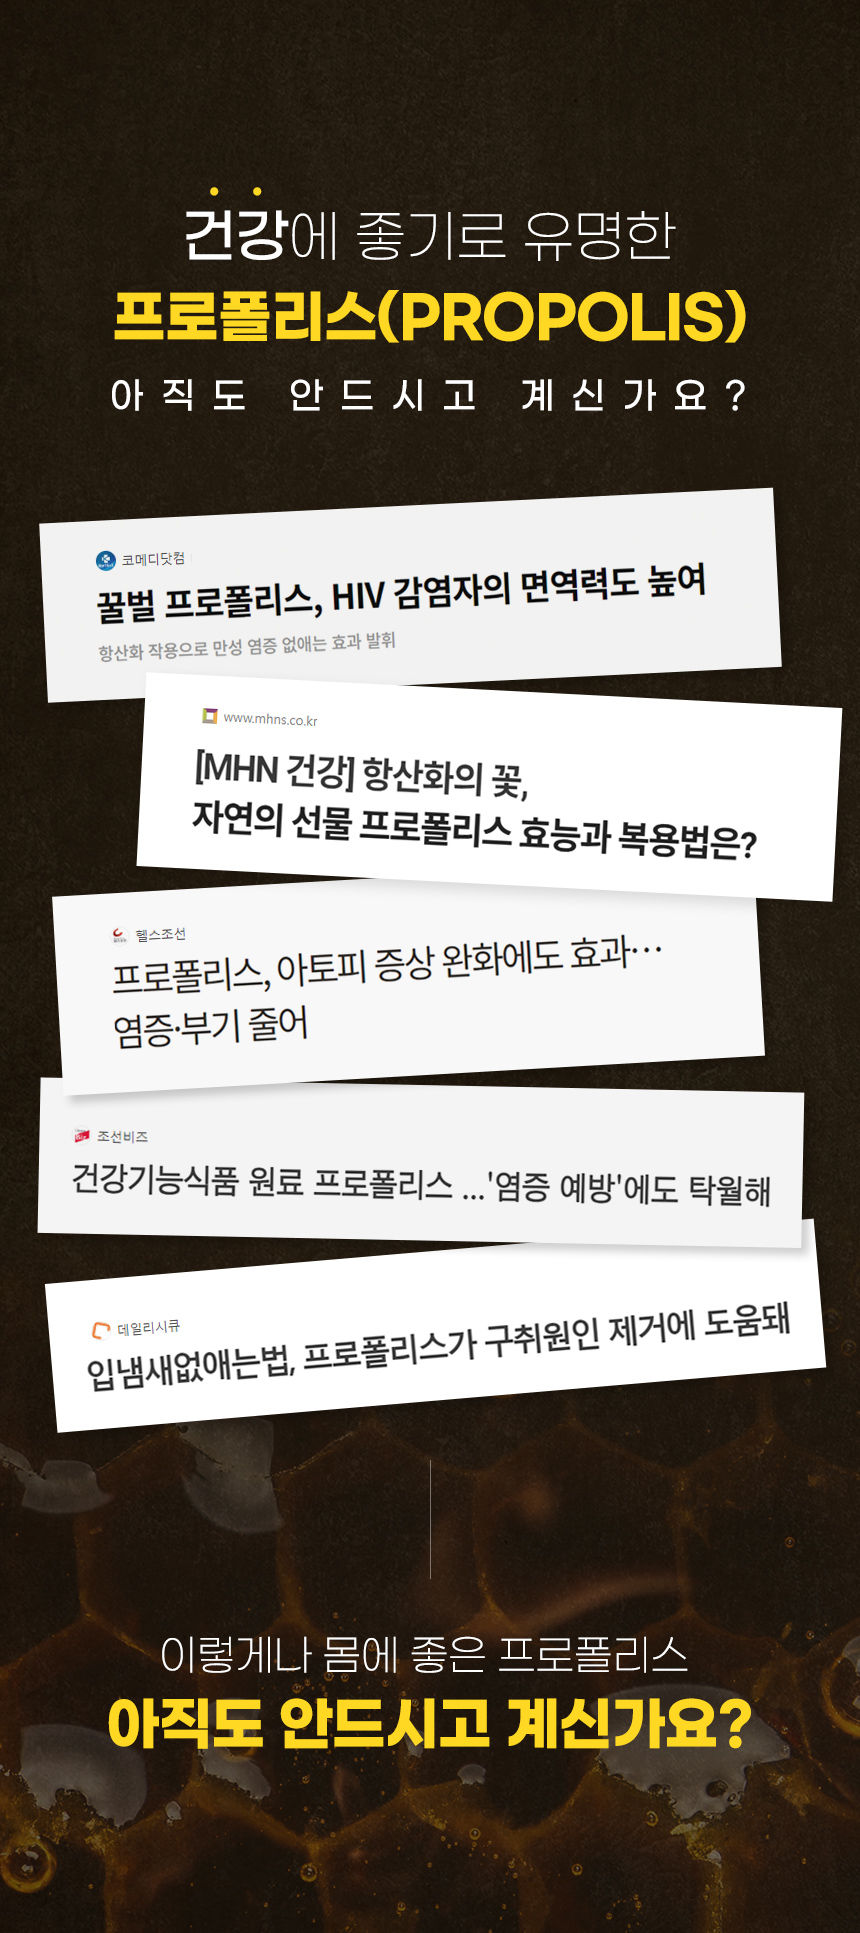 건강에 좋기로 유명한
프로폴리스(PROPOLIS)
아직도 안드시고 계신가요?
코메디닷컴
꿀벌 프로폴리스, HIV 감염자의 면역력도 높여
항산화 작용으로 만성 염증 없애는 효과 발휘
www.mhns.co.kr
[MHN 건강] 항산화의 꽃,
자연의 선물 프로폴리스 효능과 복용법은?
헬스조선
프로폴리스, 아토피 증상 완화에도 효과…
염증·부기 줄어
조선비즈
건강기능식품 원료 프로폴리스 ...'염증 예방'에도 탁월해
데일리시큐
입냄새없애는법, 프로폴리스가 구취원인 제거에 도움돼
이렇게나 몸에 좋은 프로폴리스
아직도 안드시고 계신가요?